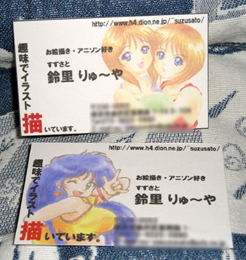 http://www.h4.dion.ne.jp/~suzusato/
お絵描き・アニソン好き
すずさと
鈴里 りゅ〜や
趣味でイラスト
描いています。
http://www.h4.dion.ne.jp/~suzusato/
お絵描き・アニソン好き
すずさと
鈴里 りゅ〜や
趣味でイラスト
描いています。